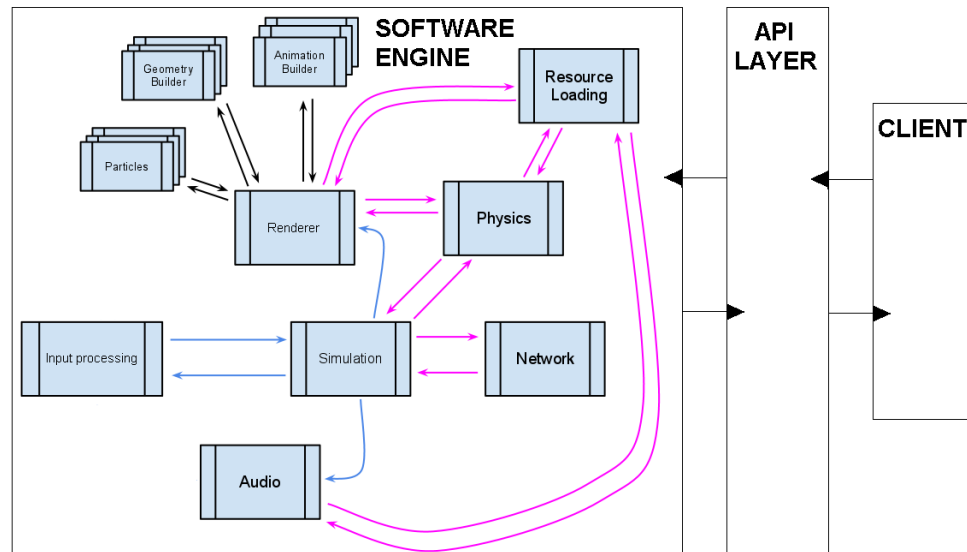 SOFTWARE
ENGINE
API
LAYER
CLIENT
Geometry
Builder
Animation
Builder
Resource
Loading
Particles
Renderer
Physics
Input processing
Simulation
Network
Audio